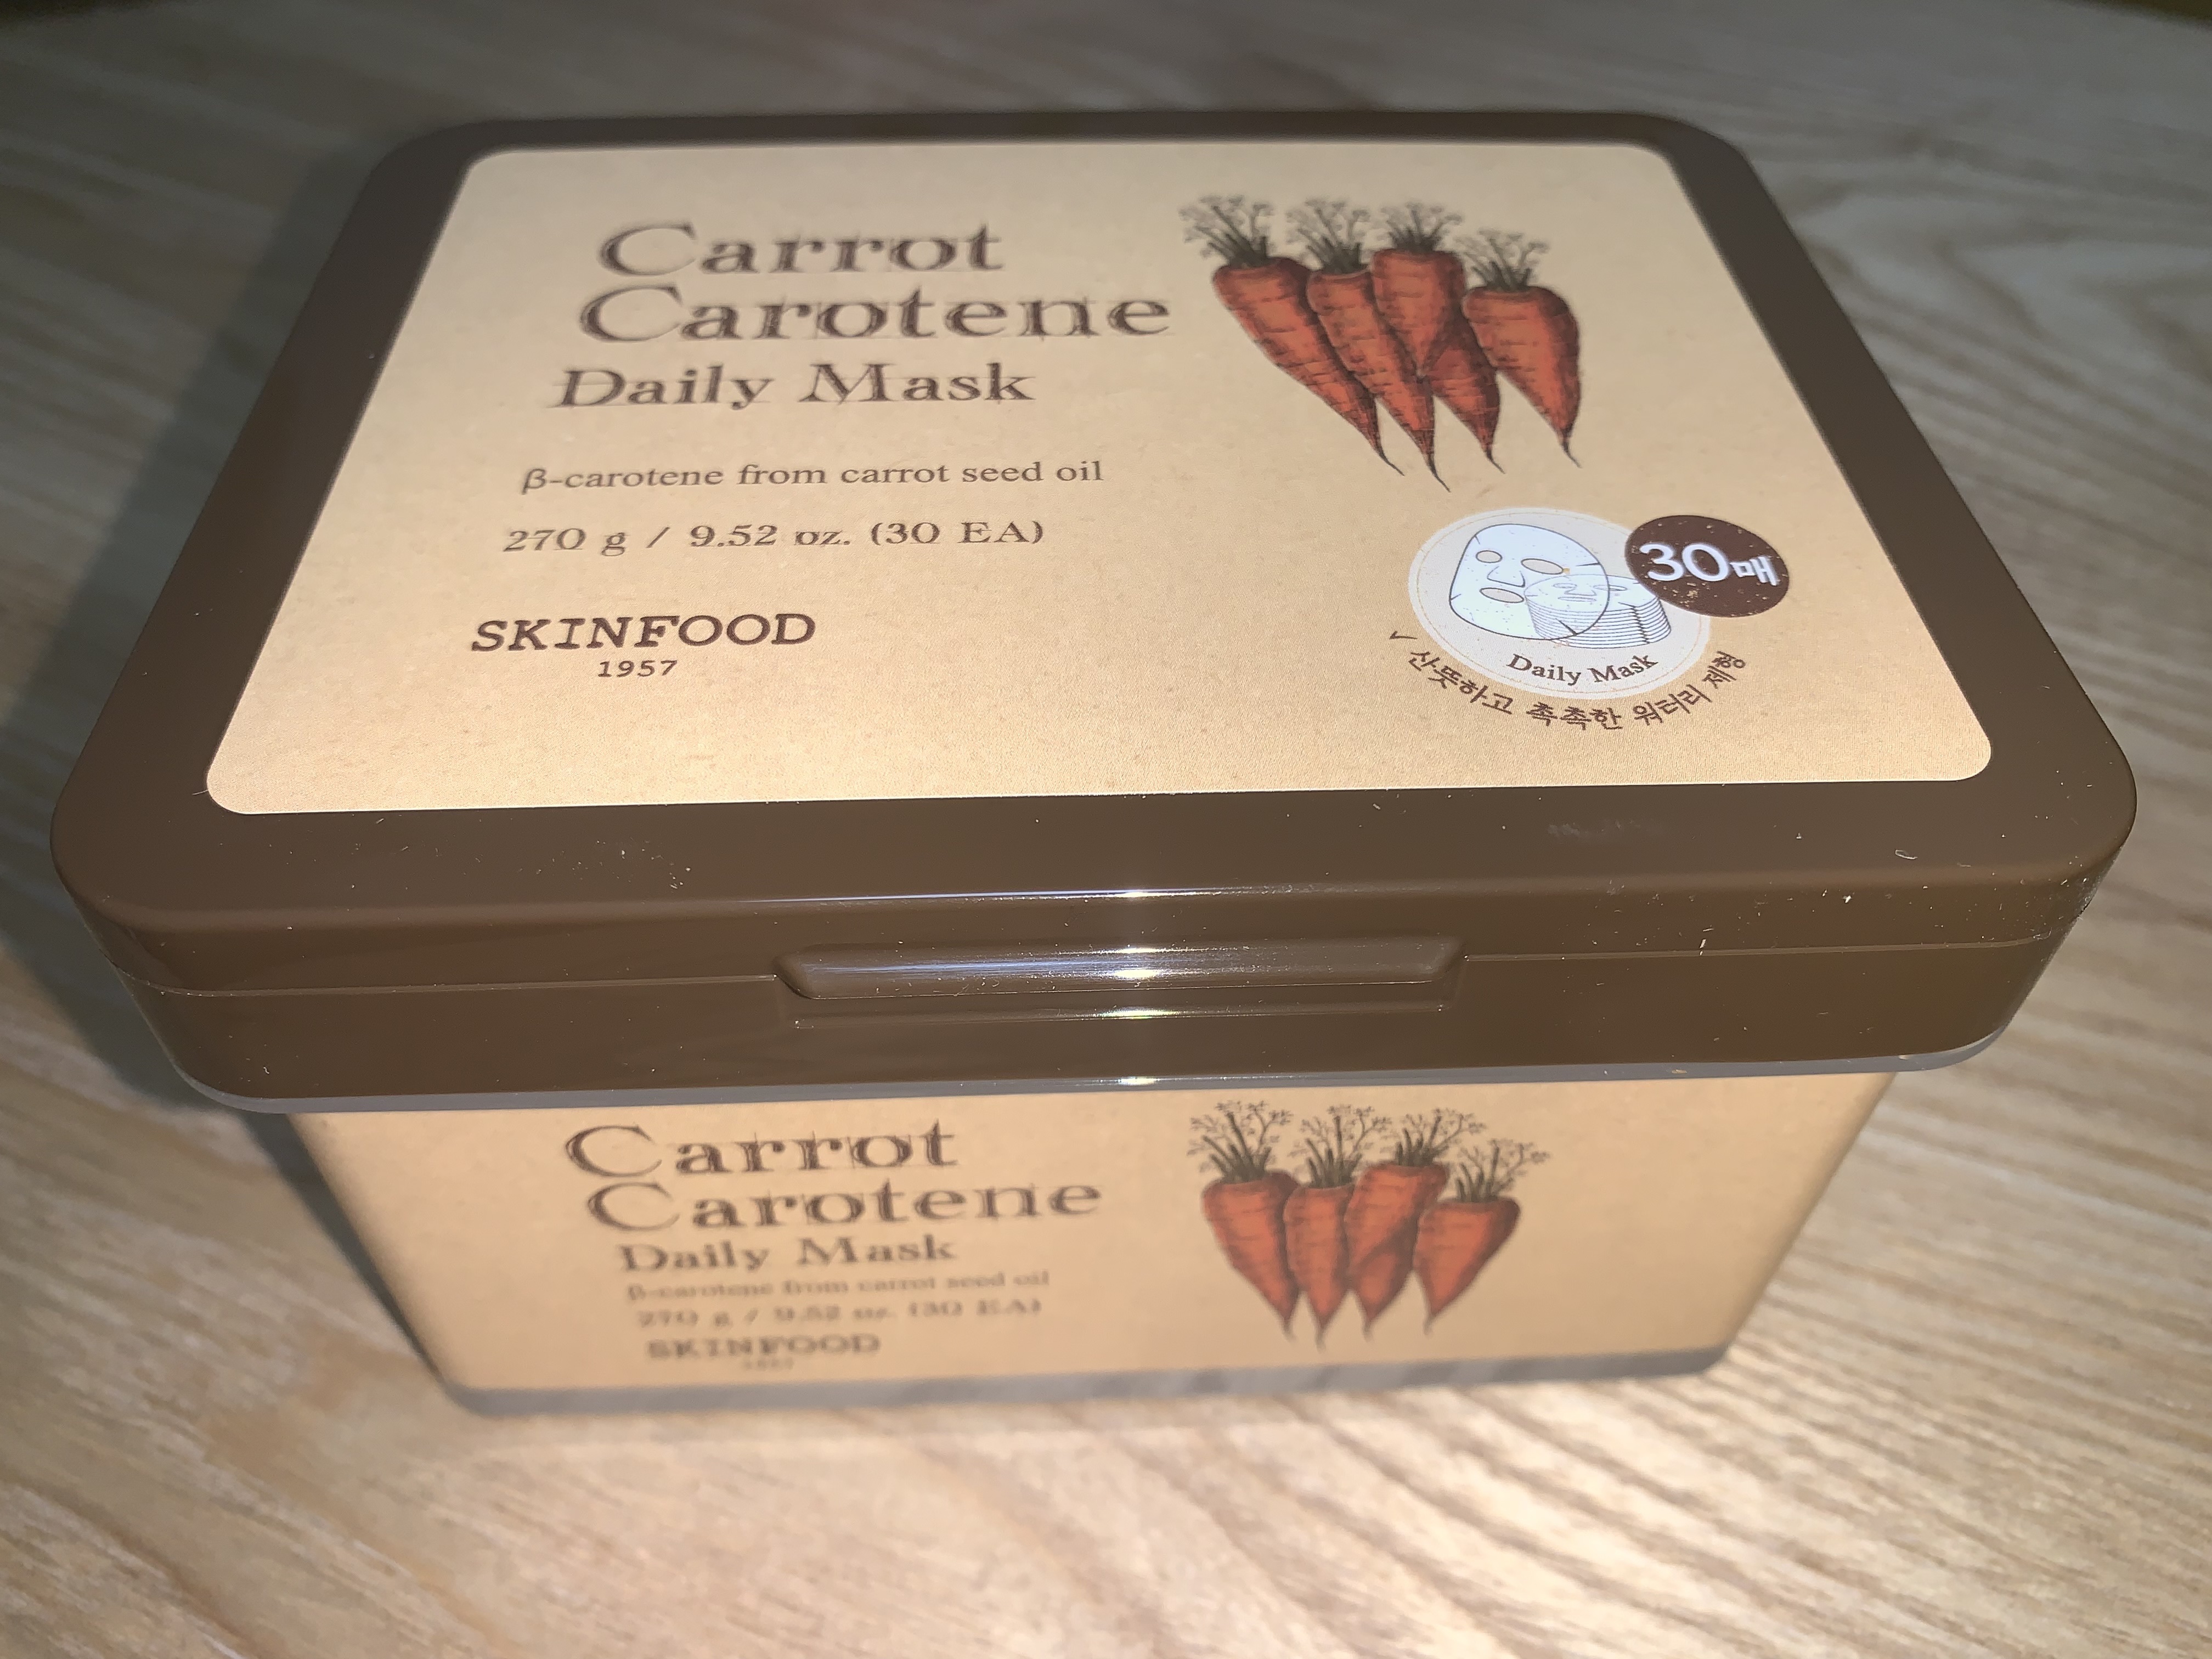 Carrot
Carotene
Daily Mask
β-carotene from carrot seed oil
270 g / 9.52 oz. (30 EA)
SKINFOOD
1957
30매
Daily Mask
✓ 산뜻하고 촉촉한 워터리 제형
Carrot
Carotene
Daily Mask
β-carotene from carrot seed oil
270 g / 9.52 oz. (30 EA)
SKINFOOD
1957